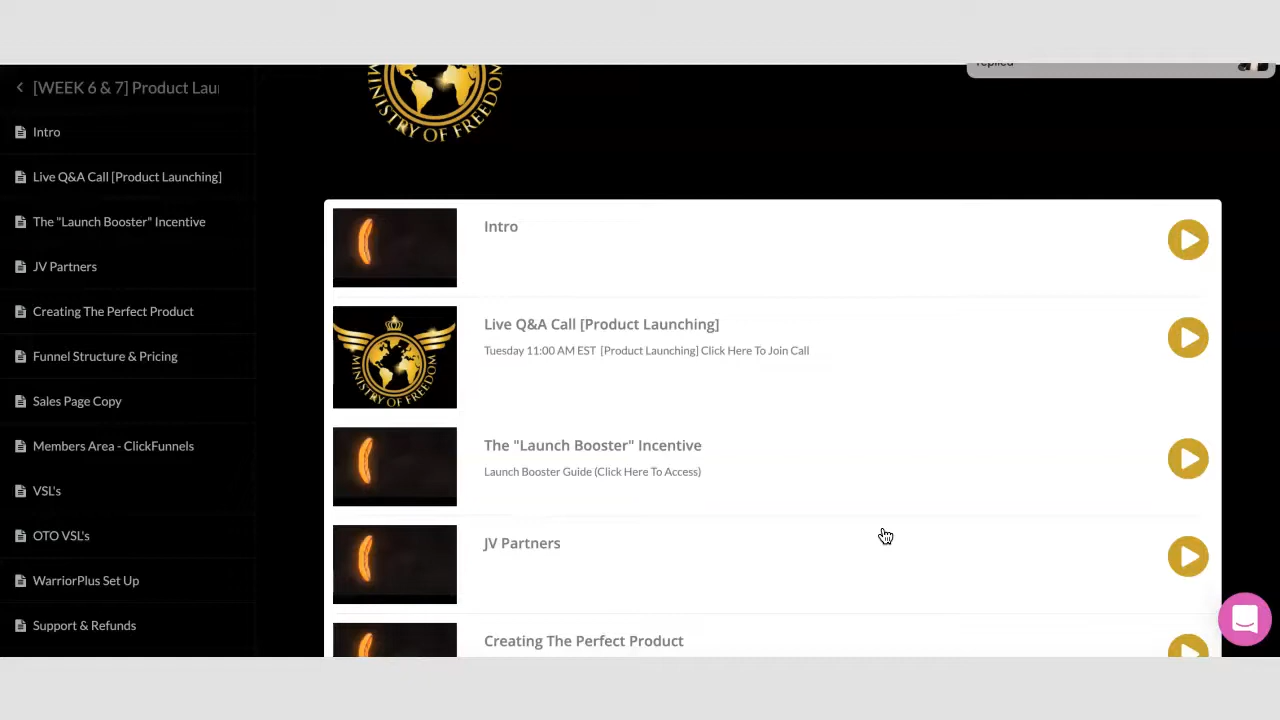 replied
MINISTRY OF FREEDOM
[WEEK 6 & 7] Product Lau
Intro
Live Q&A Call [Product Launching]
The "Launch Booster" Incentive
JV Partners
Creating The Perfect Product
Funnel Structure & Pricing
Sales Page Copy
Members Area - ClickFunnels
VSL's
OTO VSL's
WarriorPlus Set Up
Support & Refunds
Intro
MINISTRY OF FREEDOM
Live Q&A Call [Product Launching]
Tuesday 11:00 AM EST [Product Launching] Click Here To Join Call
The "Launch Booster" Incentive
Launch Booster Guide (Click Here To Access)
JV Partners
Creating The Perfect Product